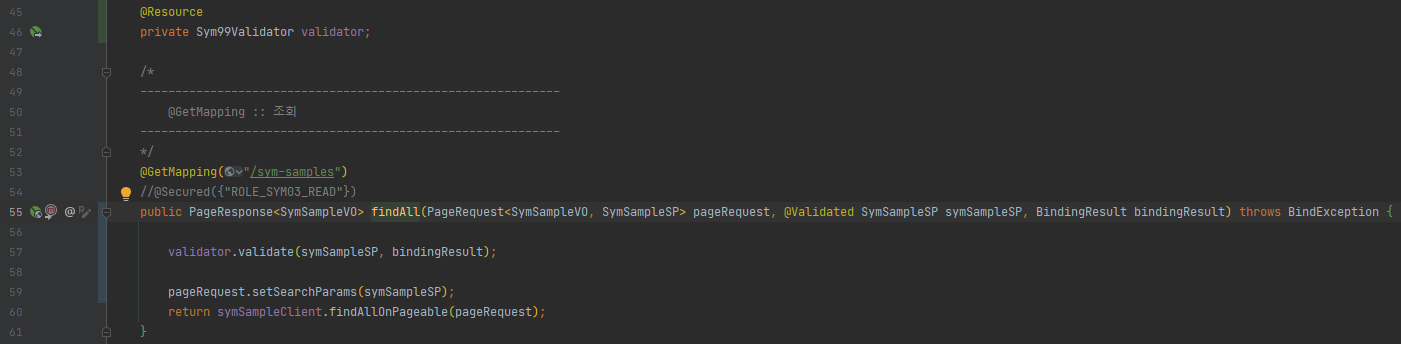 45 @Resource
46 private Sym99Validator validator;
47
48 /*
49 ------------------------------------------------------------
50 @GetMapping :: 조회
51 ------------------------------------------------------------
52 */
53 @GetMapping("/sym-samples")
54 //@Secured({"ROLE_SYM03_READ"})
55 public PageResponse<SymSampleVO> findAll(PageRequest<SymSampleVO, SymSampleSP> pageRequest, @Validated SymSampleSP symSampleSP, BindingResult bindingResult) throws BindException {
56
57 validator.validate(symSampleSP, bindingResult);
58
59 pageRequest.setSearchParams(symSampleSP);
60 return symSampleClient.findAllOnPageable(pageRequest);
61 }